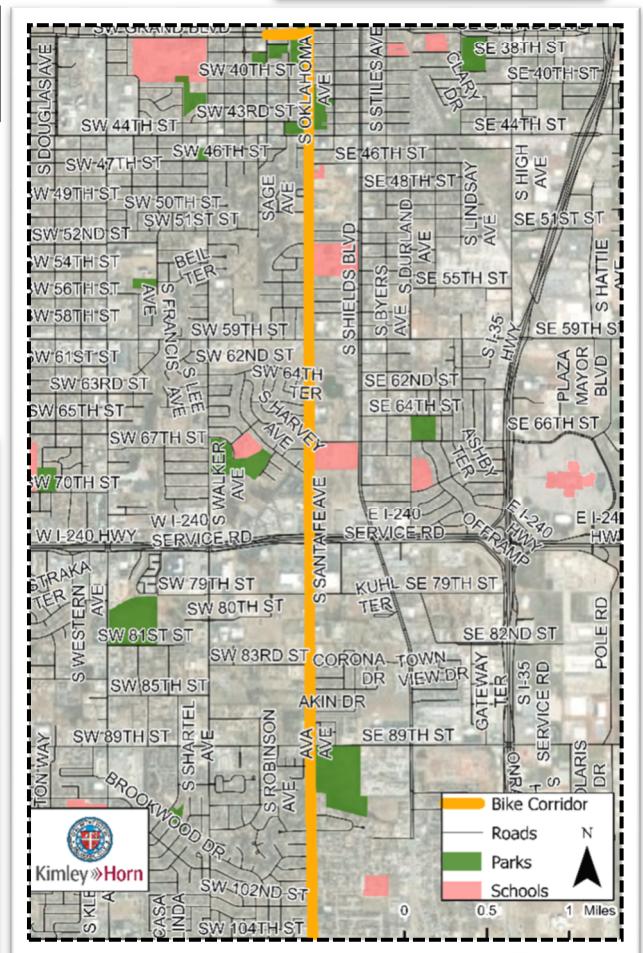 SW GRAND BLVD
S DOUGLAS AVE
S OKLAHOMA AVE
S STILES AVE
SE 38TH ST
SW 40TH ST
CLARY DR
SE 40TH ST
SW 43RD ST
SW 44TH ST
SE 44TH ST
SW 46TH ST
SE 46TH ST
SW 47TH ST
SE 48TH ST
S HIGH AVE
W 49TH ST
SW 50TH ST
SAGE AVE
S LINDSAY AVE
SW 51ST ST
SE 51ST ST
SW 52ND ST
S DURLAND AVE
W 54TH ST
BEIL TER
S SHIELDS BLVD
S BYERS AVE
SE 55TH ST
S HATTIE AVE
W 56TH ST
AVE
S FRANCIS AVE
W 58TH ST
SW 59TH ST
SE 59TH ST
S I-35 HWY
W 61ST ST
SW 62ND ST
SW 64TH TER
SE 62ND ST
PLAZA MAYOR BLVD
SW 63RD ST
S LEE AVE
SW 65TH ST
S HARVEY AVE
SE 64TH ST
SE 66TH ST
SW 67TH ST
ASHBY TER
S WALKER AVE
W 70TH ST
S SANTA FE AVE
W I-240 SERVICE RD
W I-240 HWY
E I-240 SERVICE RD
E I-240 HWY
OFFRAMP
E I-24
HW
STRAKA TER
SW 79TH ST
KUHL TER
SE 79TH ST
S WESTERN AVE
SW 80TH ST
SW 81ST ST
SE 82ND ST
POLE RD
SW 83RD ST
CORONA DR
TOWN VIEW DR
GATEWAY TER
S I-35 SERVICE RD
SW 85TH ST
AKIN DR
SW 89TH ST
S SHARTEL AVE
S ROBINSON AVE
AVA AVE
SE 89TH ST
ONRA
S H
OLARIS DR
TON WAY
BROOKWOOD DR
Bike Corridor
Roads
N
Parks
Schools
Kimley»Horn
SW 102ND ST
S KLE
A
CASA LINDA
SW 104TH ST
0 0.5 1 Miles